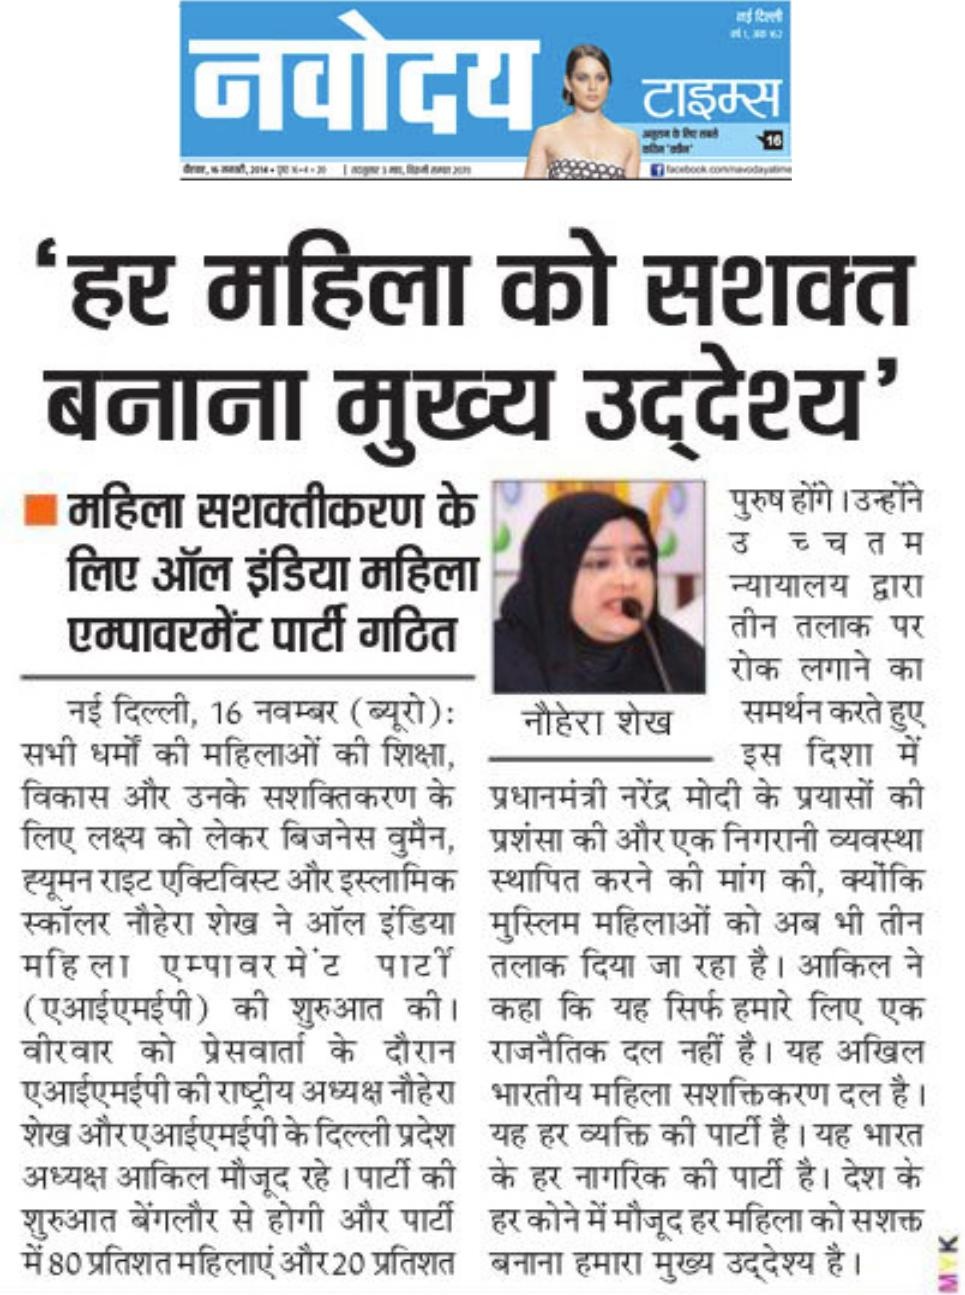 नई दिल्ली
वर्ष 1, अंक 162
नवोदय
टाइम्स
16
facebook.com/navodayatime
'हर महिला को सशक्त
बनाना मुख्य उद्देश्य'
महिला सशक्तीकरण के
लिए ऑल इंडिया महिला
एम्पावरमेंट पार्टी गठित
नई दिल्ली, 16 नवम्बर (ब्यूरो):
सभी धर्मों की महिलाओं की शिक्षा,
विकास और उनके सशक्तिकरण के
लिए लक्ष्य को लेकर बिजनेस वुमैन,
ह्यूमन राइट एक्टिविस्ट और इस्लामिक
स्कॉलर नौहेरा शेख ने ऑल इंडिया
महिला एम्पावरमेंट पार्टी
(एआईएमईपी) की शुरुआत की।
वीरवार को प्रेसवार्ता के दौरान
एआईएमईपी की राष्ट्रीय अध्यक्ष नौहेरा
शेख और एआईएमईपी के दिल्ली प्रदेश
अध्यक्ष आकिल मौजूद रहे। पार्टी की
शुरुआत बेंगलौर से होगी और पार्टी
में 80 प्रतिशत महिलाएं और 20 प्रतिशत
नौहेरा शेख
पुरुष होंगे। उन्होंने
उच्चतम
न्यायालय द्वारा
तीन तलाक पर
रोक लगाने का
समर्थन करते हुए
इस दिशा में
प्रधानमंत्री नरेंद्र मोदी के प्रयासों की
प्रशंसा की और एक निगरानी व्यवस्था
स्थापित करने की मांग की, क्योंकि
मुस्लिम महिलाओं को अब भी तीन
तलाक दिया जा रहा है। आकिल ने
कहा कि यह सिर्फ हमारे लिए एक
राजनैतिक दल नहीं है। यह अखिल
भारतीय महिला सशक्तिकरण दल है।
यह हर व्यक्ति की पार्टी है। यह भारत
के हर नागरिक की पार्टी है। देश के
हर कोने में मौजूद हर महिला को सशक्त
बनाना हमारा मुख्य उद्देश्य है।
MYK